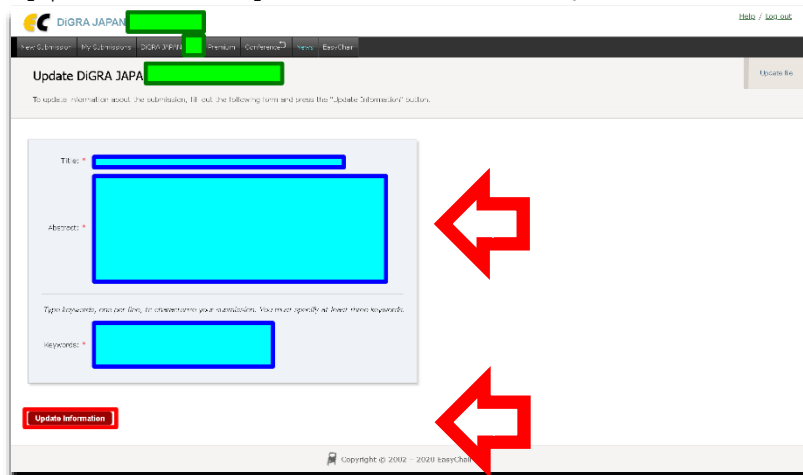 DiGRA JAPAN
Help / Log out
New Submission My Submissions DiGRA JAPAN Premium Conference News EasyChair
Update DiGRA JAPA
Update file
To update information about the submission, fill out the following form and press the "Update Information" button.
Title: *
Abstract: *
Type keywords, one per line, to characterize your submission. You must specify at least three keywords.
Keywords: *
Update Information
Copyright © 2002 – 2020 EasyChair